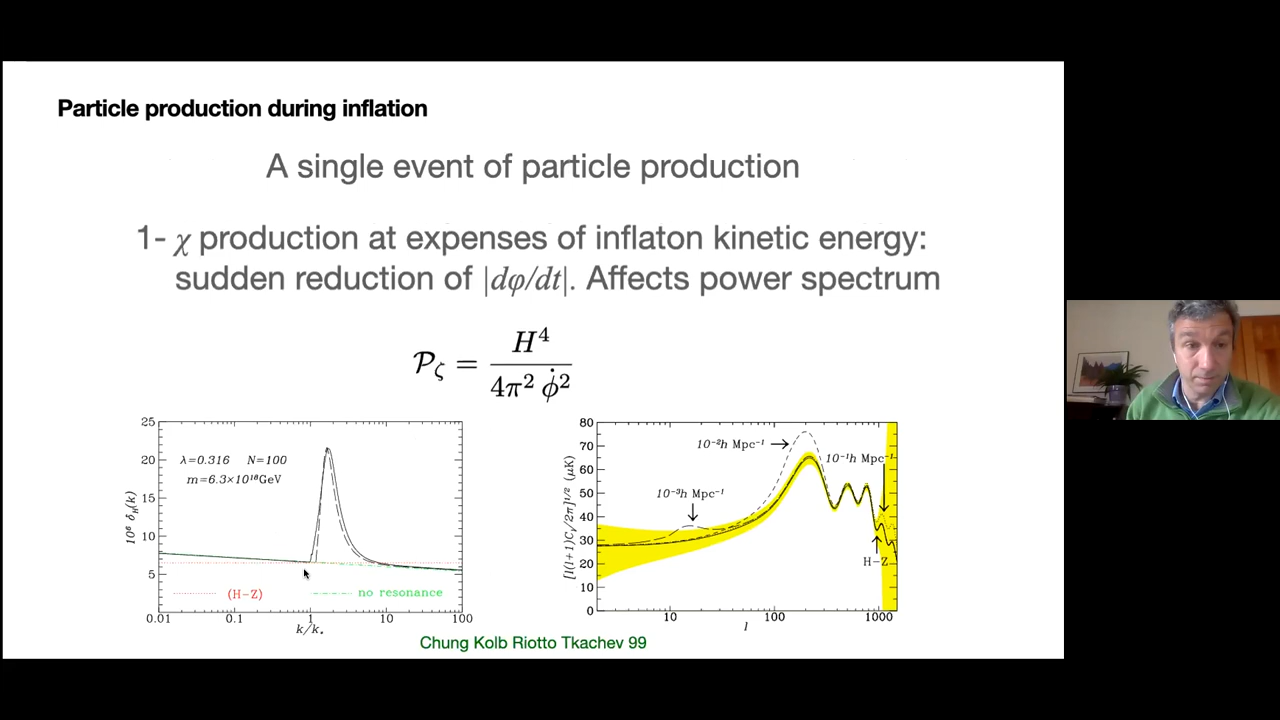 Particle production during inflation
A single event of particle production
1- χ production at expenses of inflaton kinetic energy:
sudden reduction of |dφ/dt|. Affects power spectrum
𝒫ζ = H⁴ / 4π² φ̇²
25
20
15
10
5
10⁶ δH(k)
λ=0.316 N=100
m=6.3×10¹⁸GeV
(H-Z)
no resonance
0.01 0.1 1 10 100
k/k*
80
70
60
50
40
30
20
10
0
[l(l+1)Cl/2π]¹/² (μK)
10⁻²h Mpc⁻¹
10⁻¹h Mpc⁻¹
10⁻³h Mpc⁻¹
H-Z
10 100 1000
l
Chung Kolb Riotto Tkachev 99